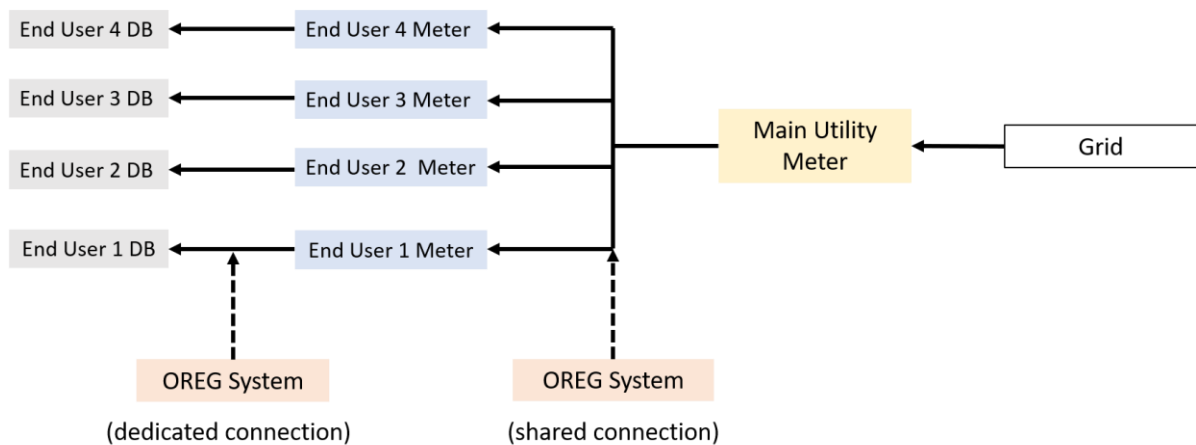 End User 4 DB
End User 4 Meter
End User 3 DB
End User 3 Meter
Main Utility
Meter
Grid
End User 2 DB
End User 2 Meter
End User 1 DB
End User 1 Meter
OREG System
(dedicated connection)
OREG System
(shared connection)